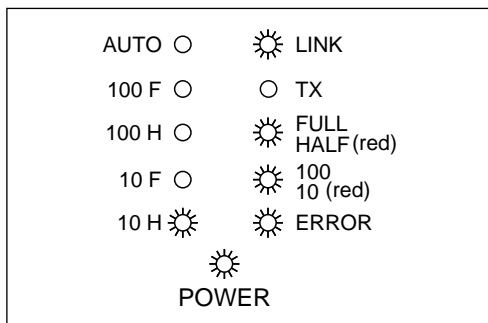 AUTO LINK
100 F TX
100 H FULL
HALF (red)
10 F 100
10 (red)
10 H ERROR
POWER